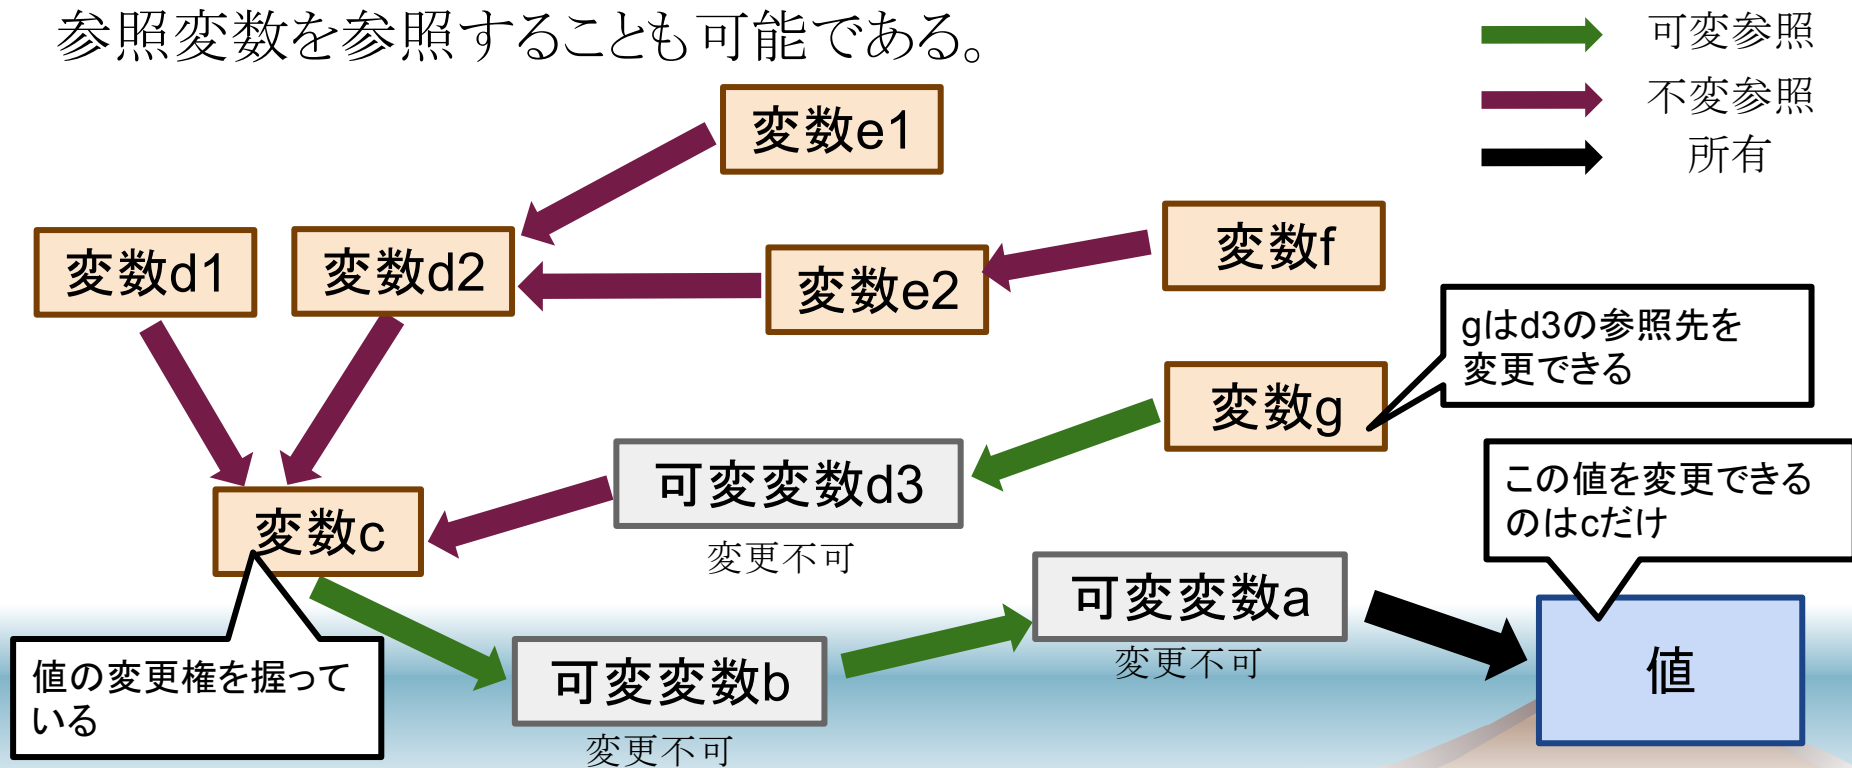 参照変数を参照することも可能である。
可変参照
不変参照
所有
変数e1
変数d1
変数d2
変数e2
変数f
gはd3の参照先を
変更できる
変数g
可変変数d3
変更不可
この値を変更できる
のはcだけ
変数c
可変変数a
変更不可
値の変更権を握って
いる
可変変数b
変更不可
値